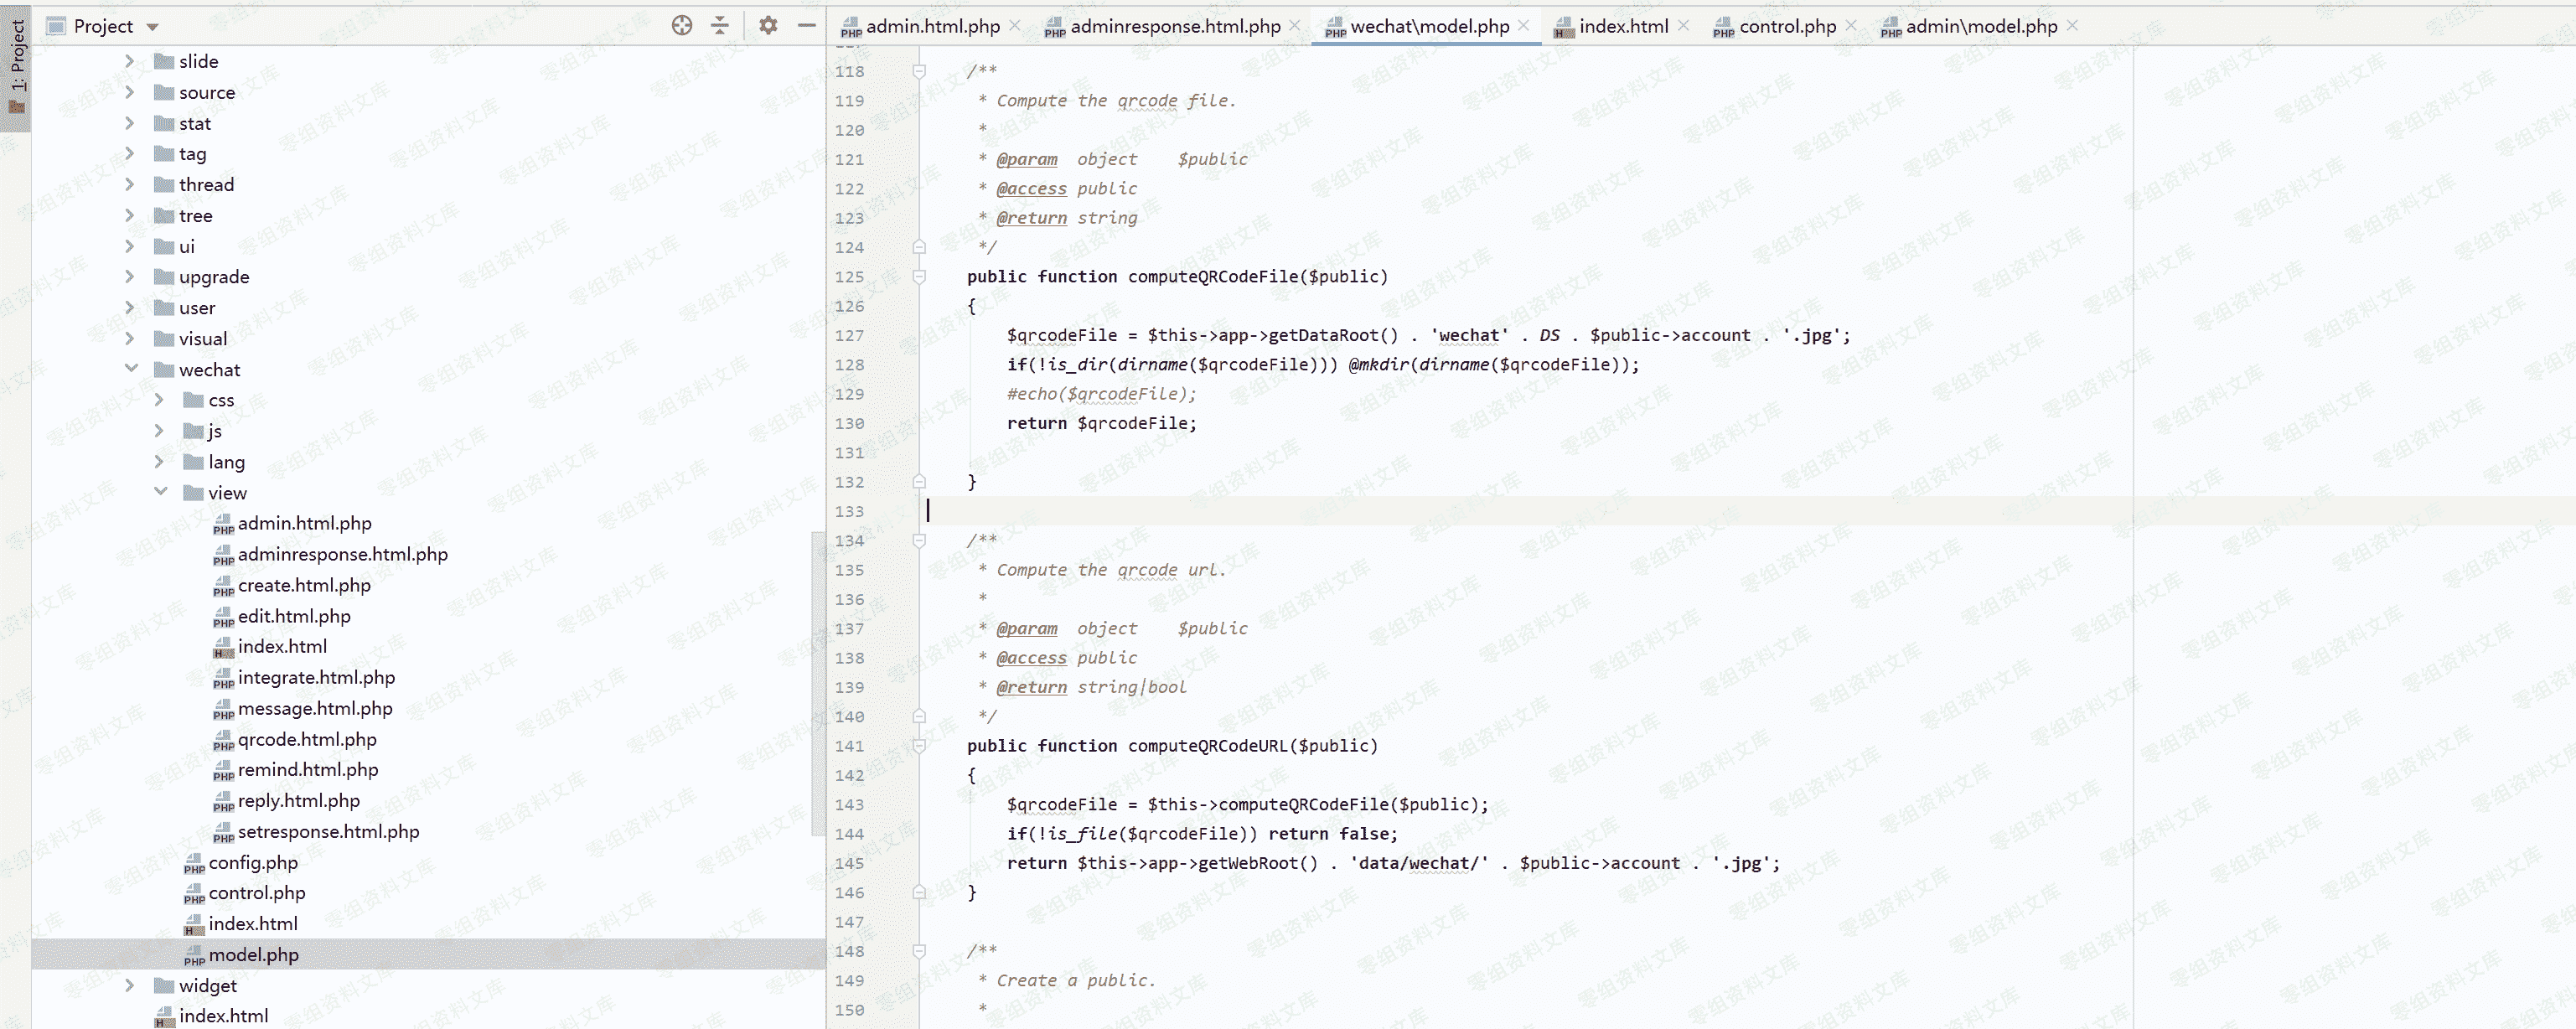 1: Project
Project
slide
source
stat
tag
thread
tree
ui
upgrade
user
visual
wechat
css
js
lang
view
admin.html.php
adminresponse.html.php
create.html.php
edit.html.php
index.html
integrate.html.php
message.html.php
qrcode.html.php
remind.html.php
reply.html.php
setresponse.html.php
config.php
control.php
index.html
model.php
widget
index.html
admin.html.php adminresponse.html.php wechat\model.php index.html control.php admin\model.php
118 /**
119 * Compute the qrcode file.
120 *
121 * @param object $public
122 * @access public
123 * @return string
124 */
125 public function computeQRCodeFile($public)
126 {
127 $qrcodeFile = $this->app->getDataRoot() . 'wechat' . DS . $public->account . '.jpg';
128 if(!is_dir(dirname($qrcodeFile))) @mkdir(dirname($qrcodeFile));
129 #echo($qrcodeFile);
130 return $qrcodeFile;
131
132 }
133
134 /**
135 * Compute the qrcode url.
136 *
137 * @param object $public
138 * @access public
139 * @return string|bool
140 */
141 public function computeQRCodeURL($public)
142 {
143 $qrcodeFile = $this->computeQRCodeFile($public);
144 if(!is_file($qrcodeFile)) return false;
145 return $this->app->getWebRoot() . 'data/wechat/' . $public->account . '.jpg';
146 }
147
148 /**
149 * Create a public.
150 *
零组资料文库